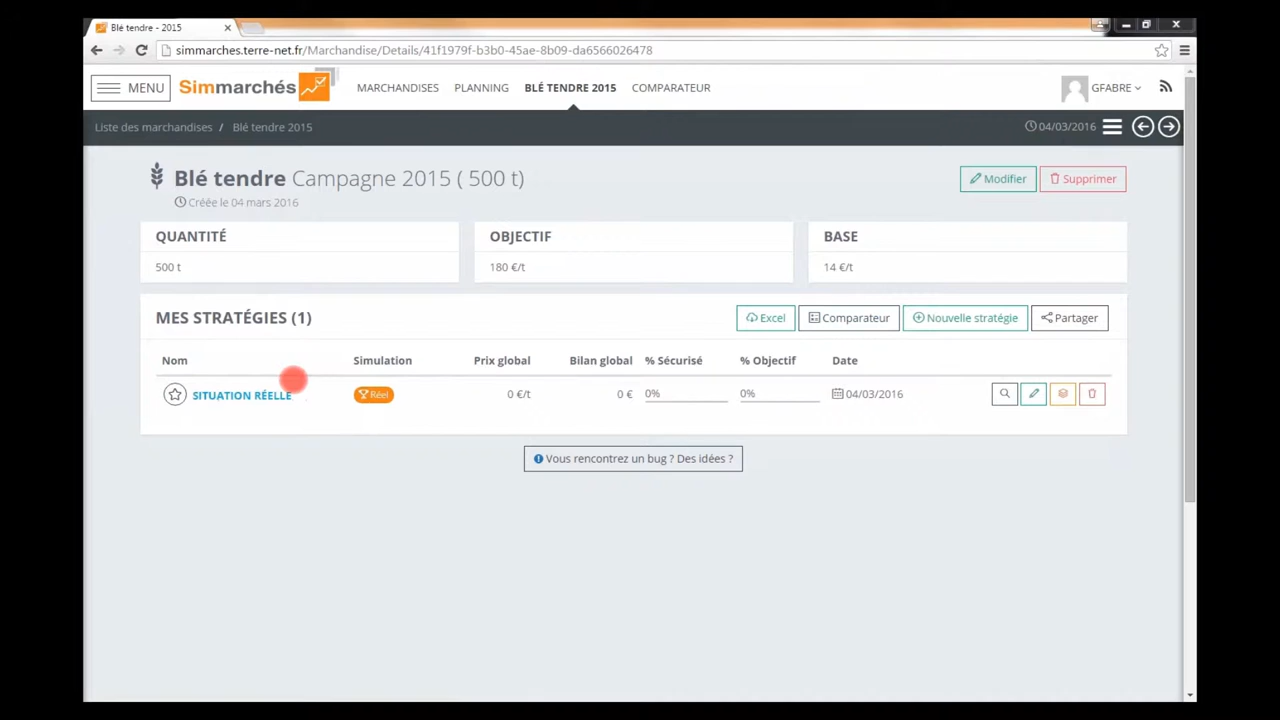 Blé tendre - 2015
simmarches.terre-net.fr/Marchandise/Details/41f1979f-b3b0-45ae-8b09-da6566026478
MENU Simmarchés MARCHANDISES PLANNING BLÉ TENDRE 2015 COMPARATEUR GFABRE
Liste des marchandises / Blé tendre 2015 04/03/2016
Blé tendre Campagne 2015 ( 500 t) Modifier Supprimer
Créée le 04 mars 2016
QUANTITÉ OBJECTIF BASE
500 t 180 €/t 14 €/t
MES STRATÉGIES (1) Excel Comparateur Nouvelle stratégie Partager
Nom Simulation Prix global Bilan global % Sécurisé % Objectif Date
SITUATION RÉELLE Réel 0 €/t 0 € 0% 0% 04/03/2016
Vous rencontrez un bug ? Des idées ?